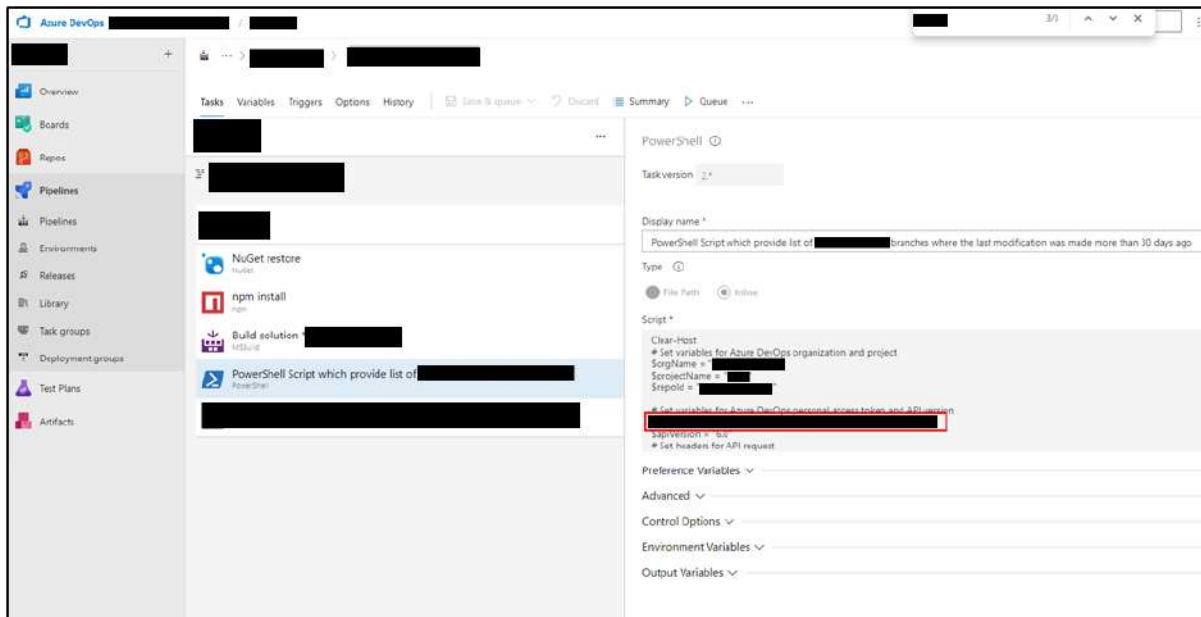 Azure DevOps /
3/3
... >  >
Overview
Boards
Repos
Pipelines
Pipelines
Environments
Releases
Library
Task groups
Deployment groups
Test Plans
Artifacts
Tasks Variables Triggers Options History Save & queue Discard Summary Queue ...
...
NuGet restore
NuGet
npm install
npm
Build solution *
MSBuild
PowerShell Script which provide list of
PowerShell
PowerShell
Task version 2.*
Display name *
PowerShell Script which provide list of branches where the last modification was made more than 30 days ago
Type
File Path Inline
Script *
Clear-Host
# Set variables for Azure DevOps organization and project
$orgName = "
$projectName = "
$repoId = " "
# Set variables for Azure DevOps personal access token and API version
$apiVersion = "6.0"
# Set headers for API request
Preference Variables
Advanced
Control Options
Environment Variables
Output Variables